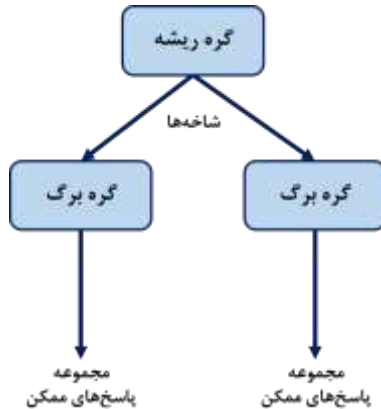 گره ریشه
شاخه‌ها
گره برگ
گره برگ
مجموعه
پاسخ‌های ممکن
مجموعه
پاسخ‌های ممکن